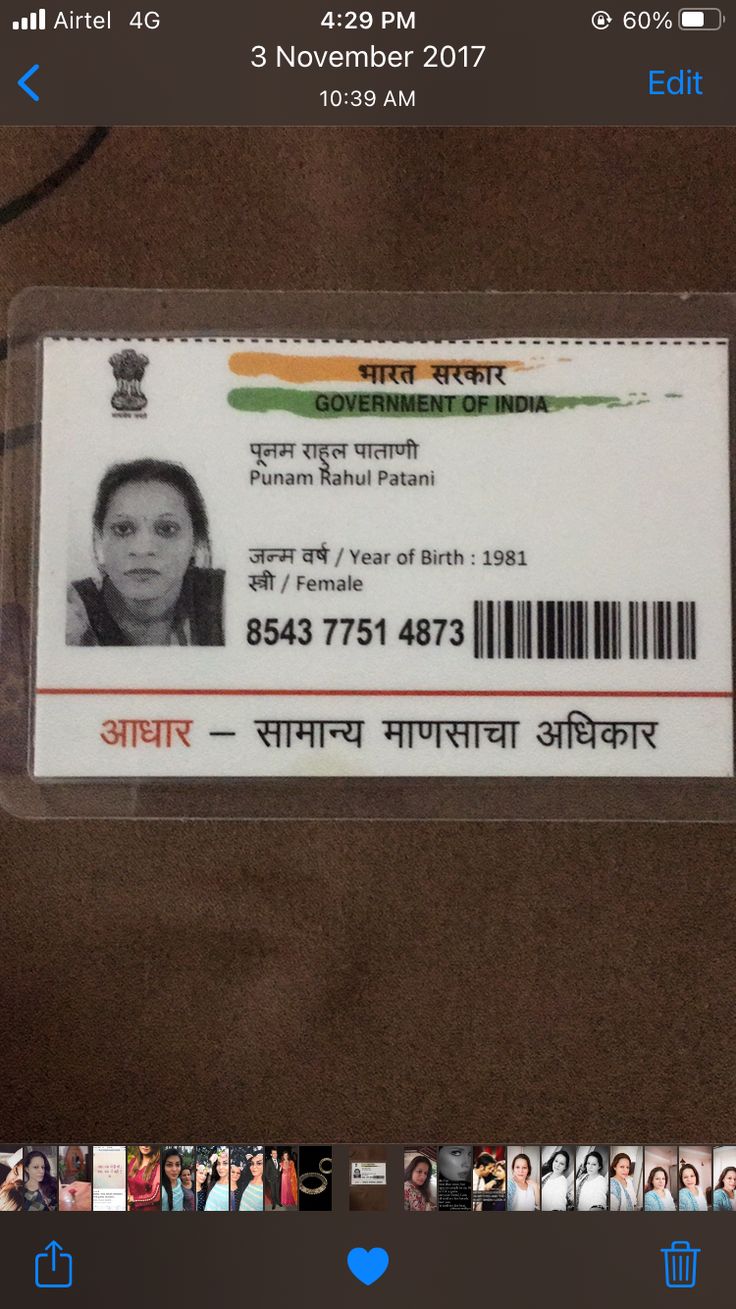 Airtel 4G 4:29 PM 60%
3 November 2017
10:39 AM
Edit
भारत सरकार
GOVERNMENT OF INDIA
पूनम राहुल पाताणी
Punam Rahul Patani
जन्म वर्ष / Year of Birth : 1981
स्त्री / Female
8543 7751 4873
आधार – सामान्य माणसाचा अधिकार